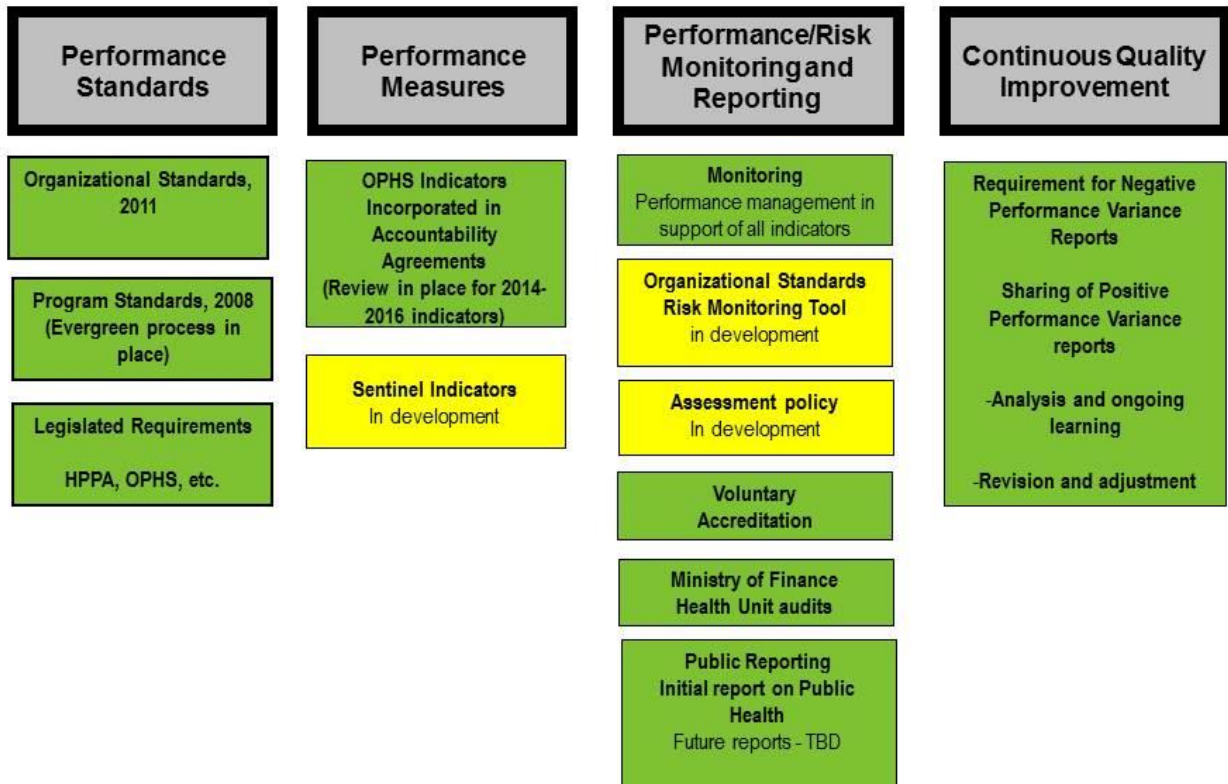 Performance
Standards
Organizational Standards,
2011
Program Standards, 2008
(Evergreen process in
place)
Legislated Requirements
HPPA, OPHS, etc.
Performance
Measures
OPHS Indicators
Incorporated in
Accountability
Agreements
(Review in place for 2014-
2016 indicators)
Sentinel Indicators
In development
Performance/Risk
Monitoring and
Reporting
Monitoring
Performance management in
support of all indicators
Organizational Standards
Risk Monitoring Tool
in development
Assessment policy
In development
Voluntary
Accreditation
Ministry of Finance
Health Unit audits
Public Reporting
Initial report on Public
Health
Future reports - TBD
Continuous Quality
Improvement
Requirement for Negative
Performance Variance
Reports
Sharing of Positive
Performance Variance
reports
-Analysis and ongoing
learning
-Revision and adjustment